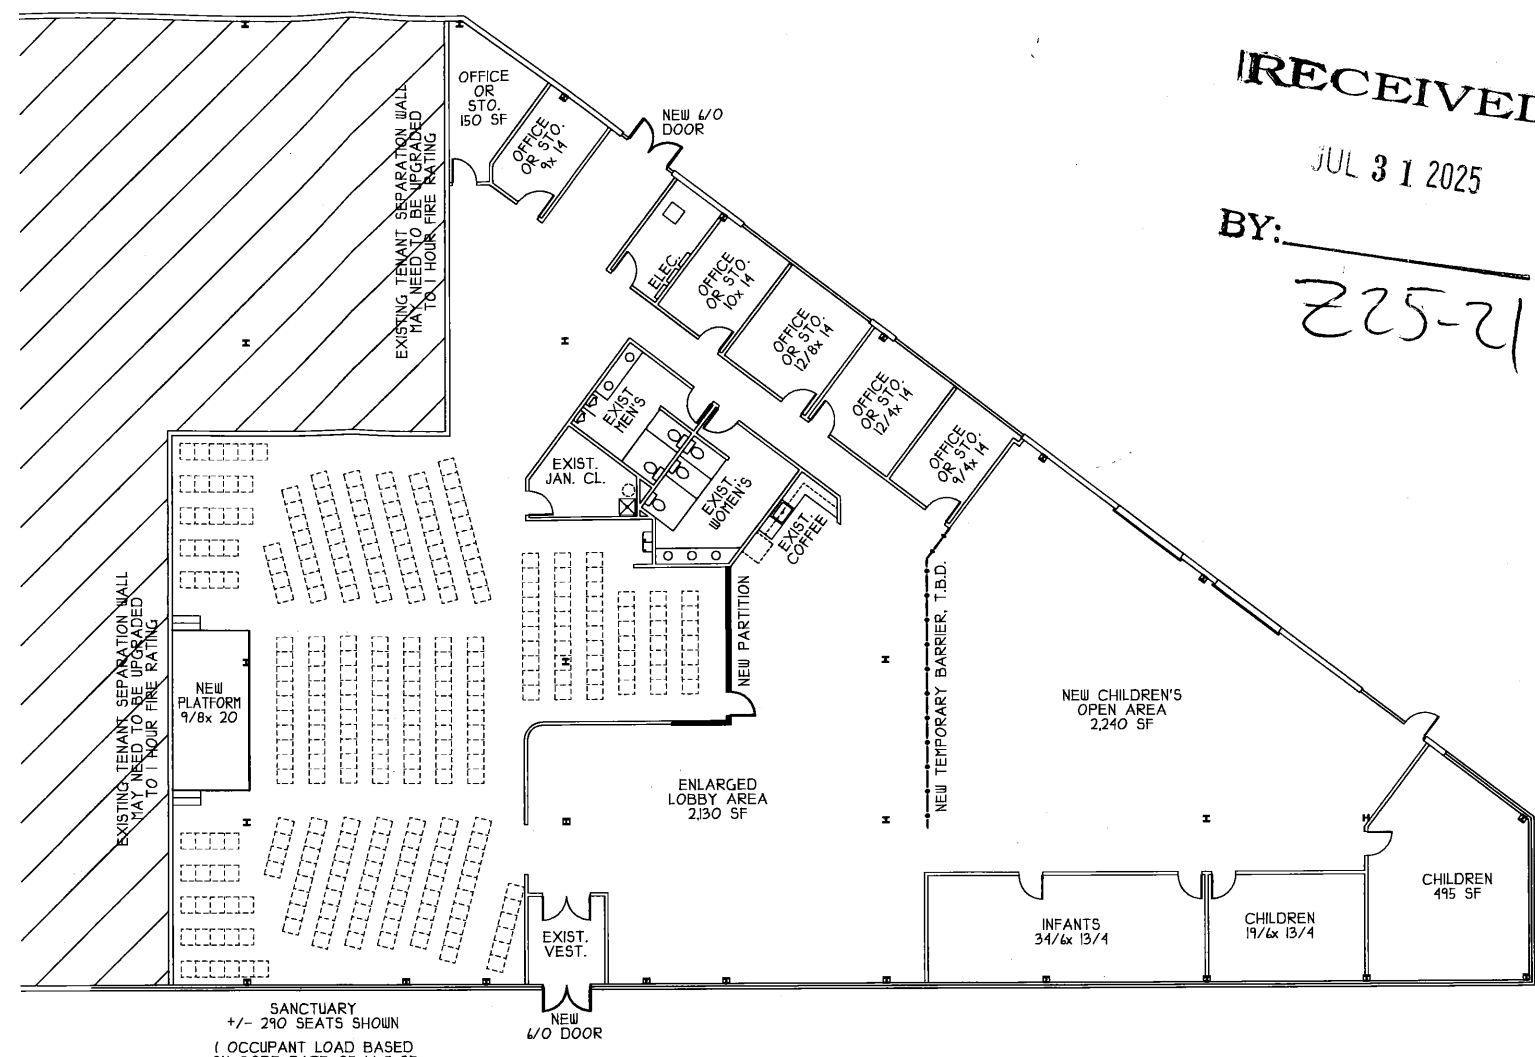 OFFICE
OR
STO.
150 SF
OFFICE
OR STO.
9x 14
NEW 6/0
DOOR
RECEIVED
JUL 31 2025
BY:
Z25-21
EXISTING TENANT SEPARATION WALL
MAY NEED TO BE UPGRADED
TO 1 HOUR FIRE RATING
ELEC.
OFFICE
OR STO.
10x 14
OFFICE
OR STO.
12/8x 14
OFFICE
OR STO.
12/4x 14
OFFICE
OR STO.
9/4x 14
EXIST
MEN'S
EXIST.
JAN. CL.
EXIST.
WOMEN'S
EXIST.
COFFEE
EXISTING TENANT SEPARATION WALL
MAY NEED TO BE UPGRADED
TO 1 HOUR FIRE RATING
NEW
PLATFORM
9/8x 20
NEW PARTITION
NEW TEMPORARY BARRIER, T.B.D.
NEW CHILDREN'S
OPEN AREA
2,240 SF
ENLARGED
LOBBY AREA
2,130 SF
EXIST.
VEST.
INFANTS
34/6x 13/4
CHILDREN
19/6x 13/4
CHILDREN
495 SF
SANCTUARY
+/- 290 SEATS SHOWN
( OCCUPANT LOAD BASED
NEW
6/0 DOOR